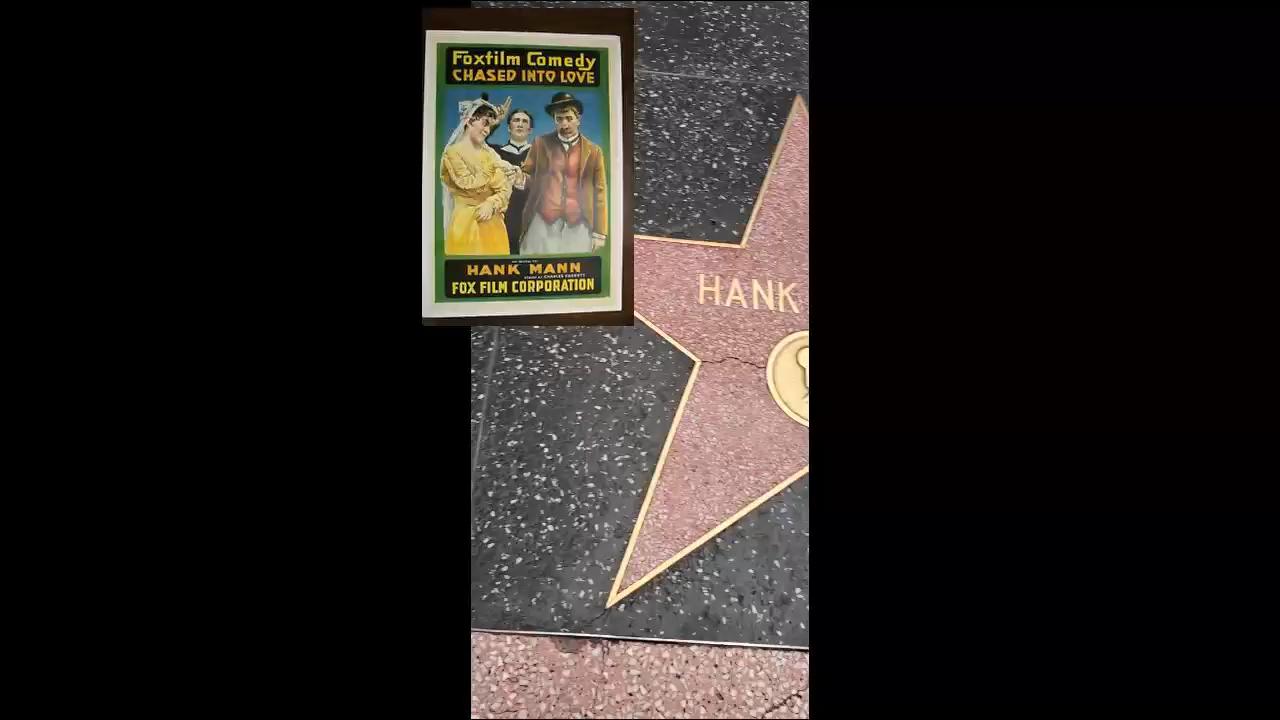 Foxfilm Comedy
CHASED INTO LOVE
HANK MANN
FOX FILM CORPORATION
HANK